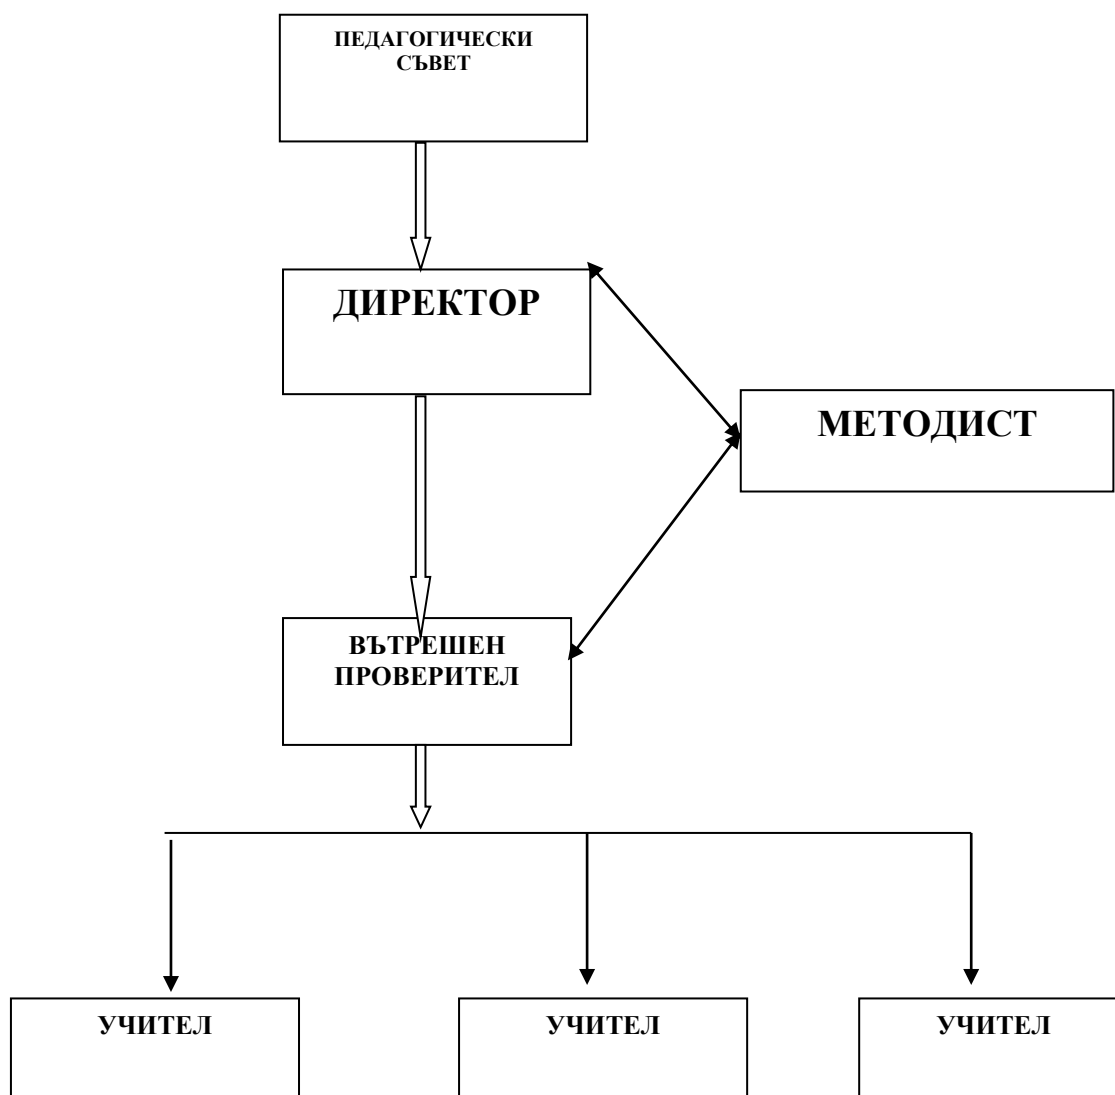 ПЕДАГОГИЧЕСКИ
СЪВЕТ
ДИРЕКТОР
МЕТОДИСТ
ВЪТРЕШЕН
ПРОВЕРИТЕЛ
УЧИТЕЛ
УЧИТЕЛ
УЧИТЕЛ